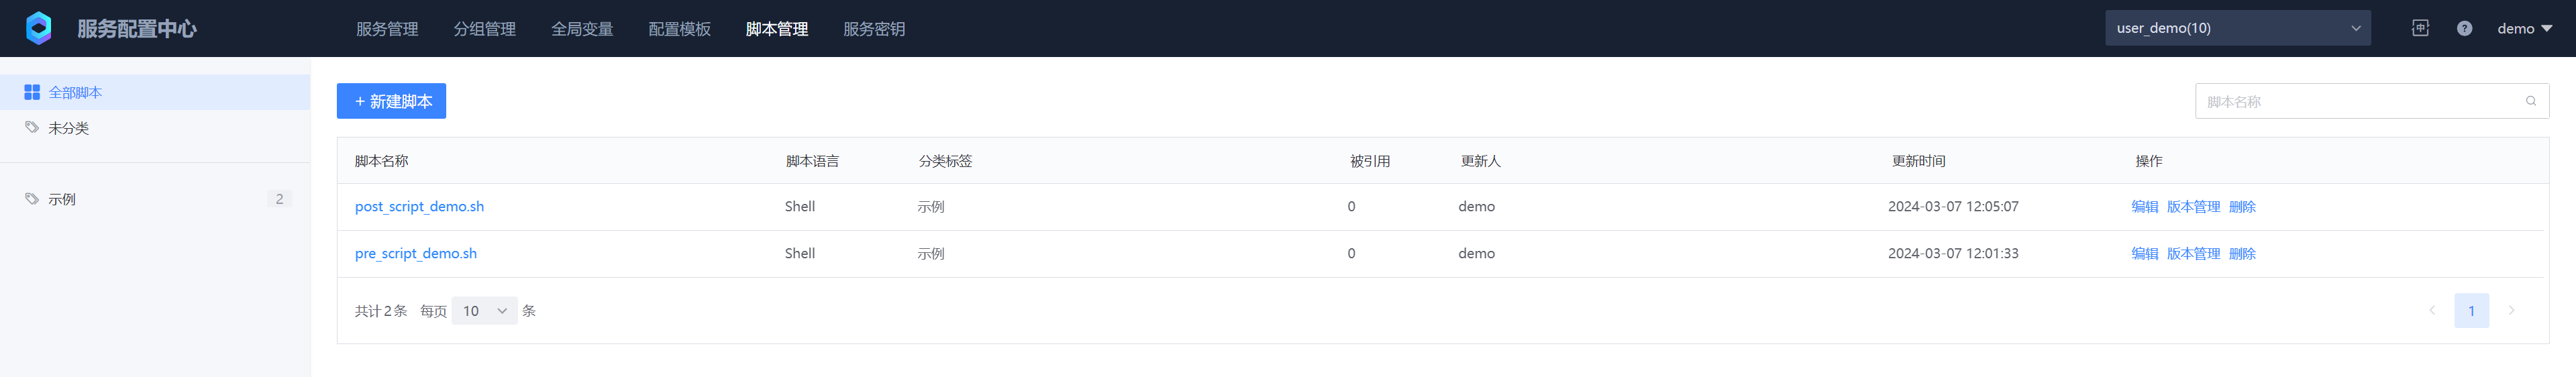 服务配置中心 服务管理 分组管理 全局变量 配置模板 脚本管理 服务密钥 user_demo(10) 中 ? demo
全部脚本
未分类
示例 2
+ 新建脚本 脚本名称
脚本名称 脚本语言 分类标签 被引用 更新人 更新时间 操作
post_script_demo.sh Shell 示例 0 demo 2024-03-07 12:05:07 编辑 版本管理 删除
pre_script_demo.sh Shell 示例 0 demo 2024-03-07 12:01:33 编辑 版本管理 删除
共计2条 每页 10 条 1